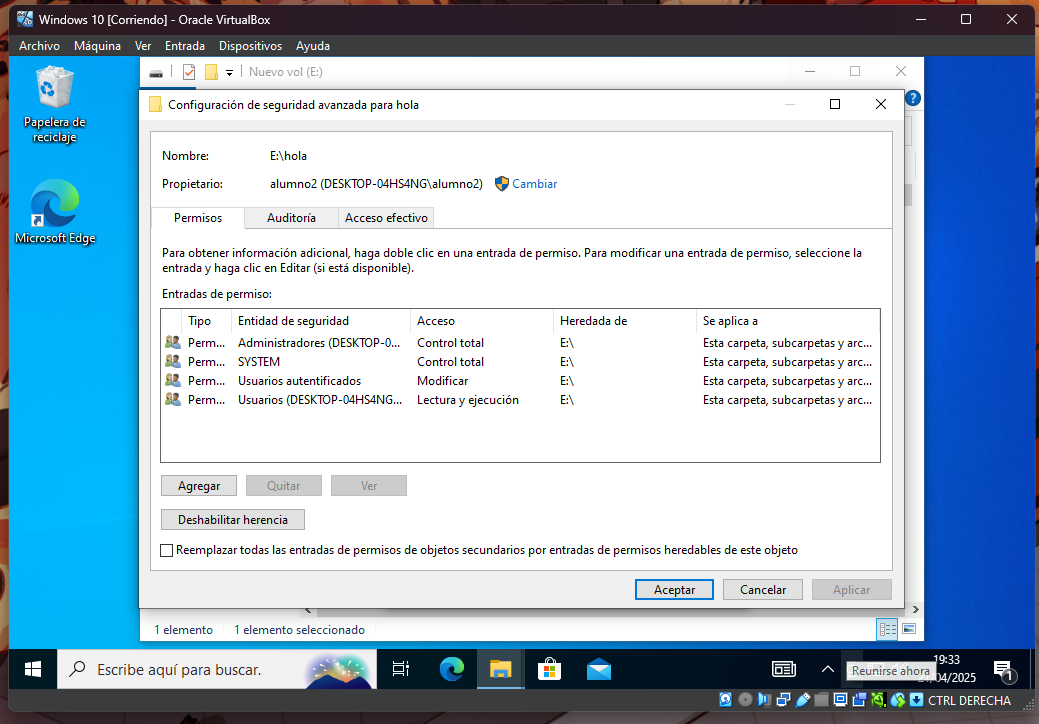 Windows 10 [Corriendo] - Oracle VirtualBox
Archivo Máquina Ver Entrada Dispositivos Ayuda
Nuevo vol (E:)
Papelera de
reciclaje
Microsoft Edge
Configuración de seguridad avanzada para hola
Nombre: E:\hola
Propietario: alumno2 (DESKTOP-04HS4NG\alumno2) Cambiar
Permisos Auditoría Acceso efectivo
Para obtener información adicional, haga doble clic en una entrada de permiso. Para modificar una entrada de permiso, seleccione la
entrada y haga clic en Editar (si está disponible).
Entradas de permiso:
Tipo Entidad de seguridad Acceso Heredada de Se aplica a
Perm... Administradores (DESKTOP-0... Control total E:\ Esta carpeta, subcarpetas y arc...
Perm... SYSTEM Control total E:\ Esta carpeta, subcarpetas y arc...
Perm... Usuarios autentificados Modificar E:\ Esta carpeta, subcarpetas y arc...
Perm... Usuarios (DESKTOP-04HS4NG... Lectura y ejecución E:\ Esta carpeta, subcarpetas y arc...
Agregar Quitar Ver
Deshabilitar herencia
Reemplazar todas las entradas de permisos de objetos secundarios por entradas de permisos heredables de este objeto
Aceptar Cancelar Aplicar
1 elemento 1 elemento seleccionado
Escribe aquí para buscar.
19:33
Reunirse ahora
/04/2025
1
CTRL DERECHA